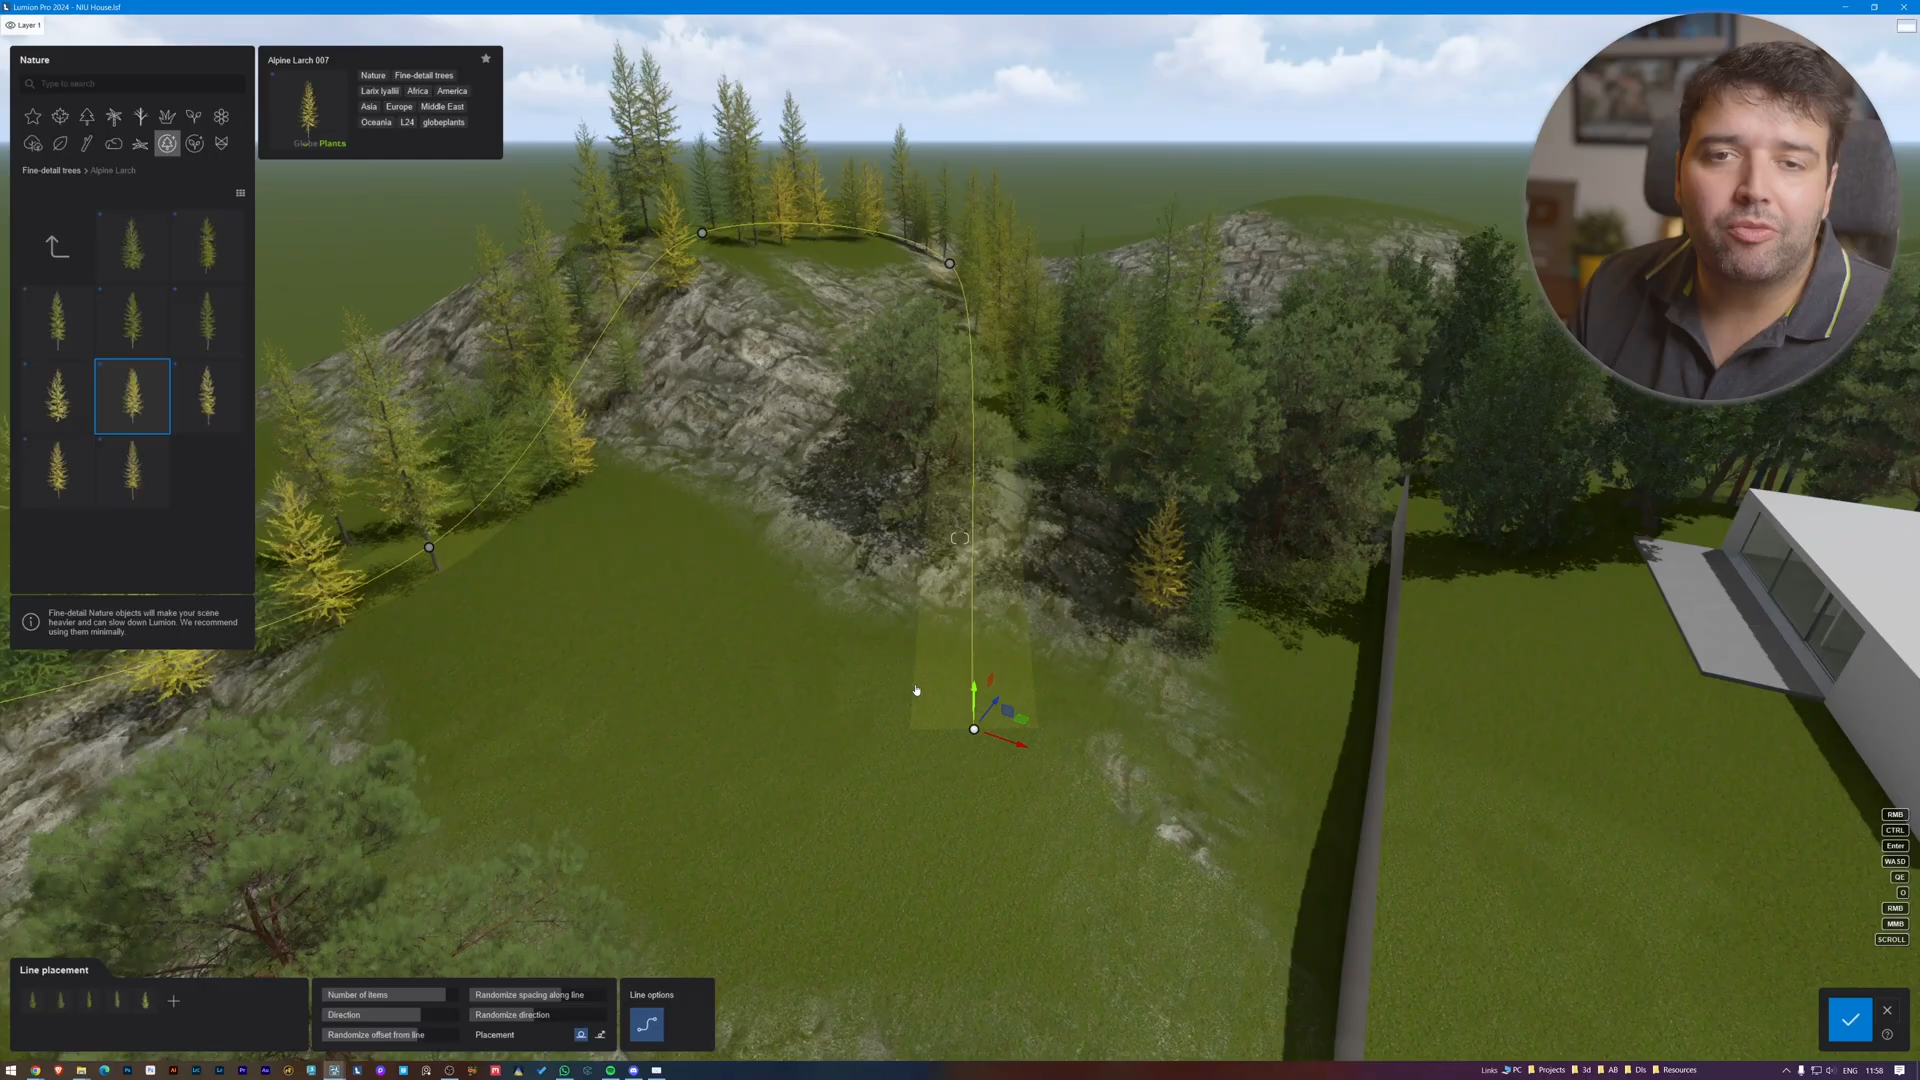 Lumion Pro 2024 - NIU House.lsf
Layer 1
Nature
Type to search
Fine-detail trees > Alpine Larch
Fine-detail Nature objects will make your scene
heavier and can slow down Lumion. We recommend
using them minimally.
Alpine Larch 007
Nature Fine-detail trees
Larix lyallii Africa America
Asia Europe Middle East
Oceania L24 globeplants
Globe Plants
RMB
CTRL
Enter
WASD
QE
O
RMB
MMB
SCROLL
Line placement
Number of items
Direction
Randomize offset from line
Randomize spacing along line
Randomize direction
Placement
Line options
Links PC Projects 3d AB Dls Resources
ENG 11:58